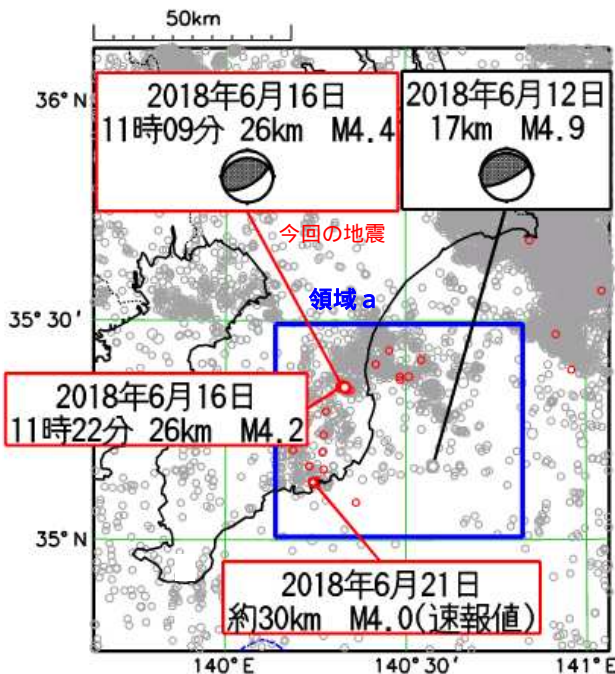 50km
36°N
2018年6月16日
11時09分 26km M4.4
2018年6月12日
17km M4.9
今回の地震
領域a
35°30′
2018年6月16日
11時22分 26km M4.2
35°N
2018年6月21日
約30km M4.0(速報値)
140°E
140°30′
141°E